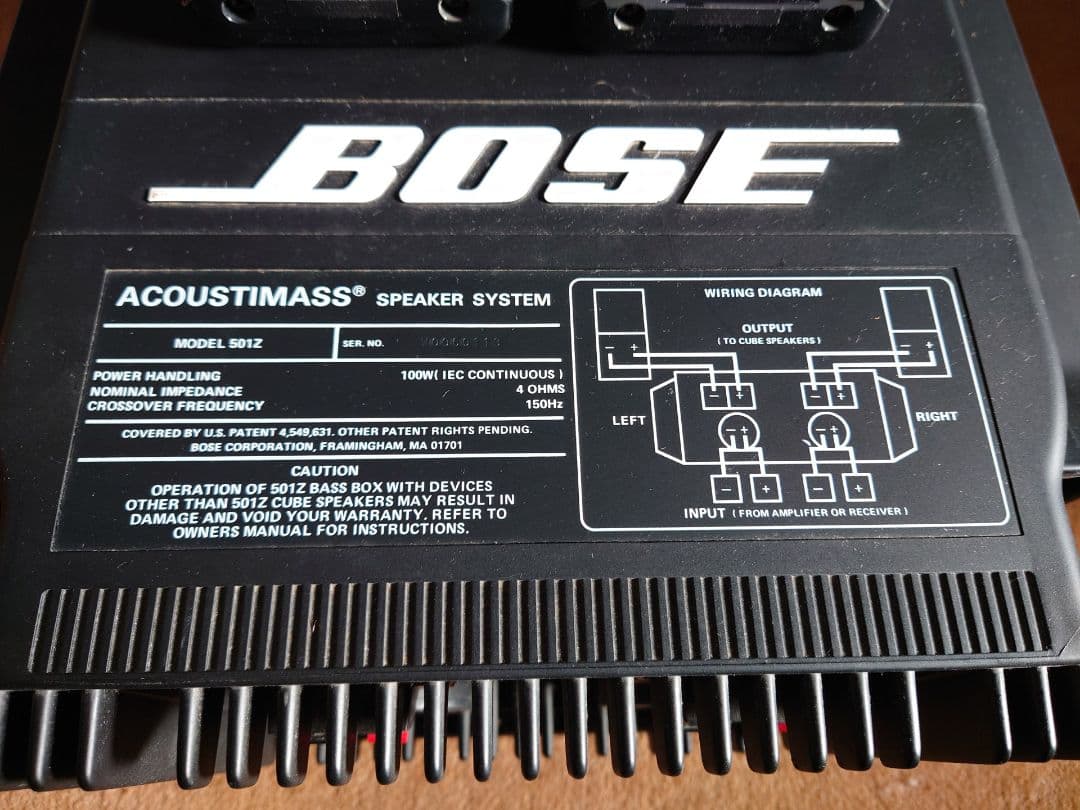 BOSE
ACOUSTIMASS® SPEAKER SYSTEM
MODEL 501Z
SER. NO.
POWER HANDLING 100W( IEC CONTINUOUS )
NOMINAL IMPEDANCE 4 OHMS
CROSSOVER FREQUENCY 150Hz
COVERED BY U.S. PATENT 4,549,631. OTHER PATENT RIGHTS PENDING.
BOSE CORPORATION, FRAMINGHAM, MA 01701
CAUTION
OPERATION OF 501Z BASS BOX WITH DEVICES
OTHER THAN 501Z CUBE SPEAKERS MAY RESULT IN
DAMAGE AND VOID YOUR WARRANTY. REFER TO
OWNERS MANUAL FOR INSTRUCTIONS.
WIRING DIAGRAM
OUTPUT
( TO CUBE SPEAKERS )
− + − +
− + − +
LEFT RIGHT
− + − +
− + − +
INPUT ( FROM AMPLIFIER OR RECEIVER )